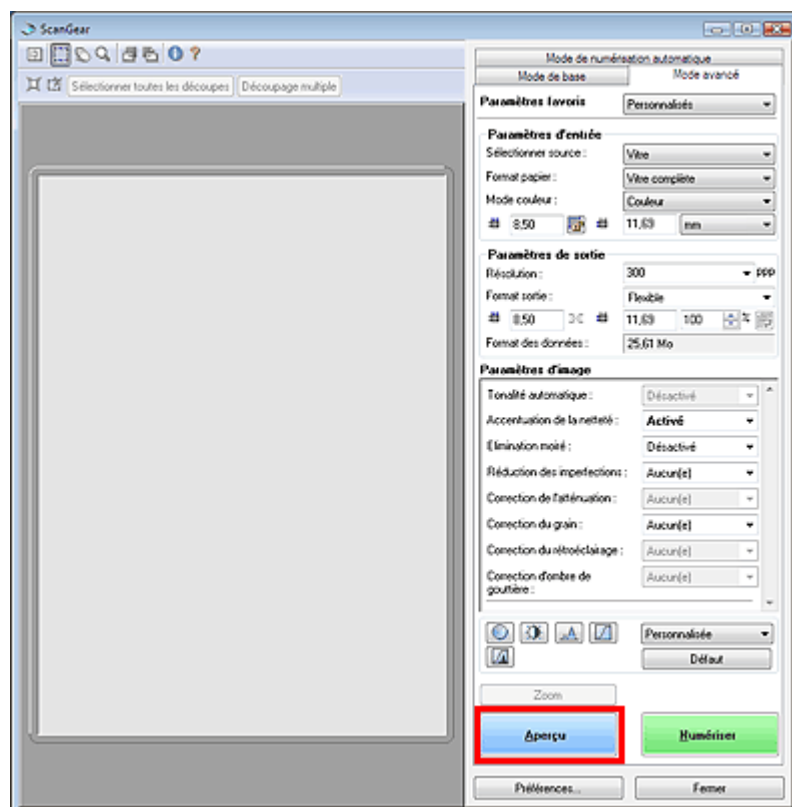 ScanGear
Sélectionner toutes les découpes Découpage multiple
Mode de numérisation automatique
Mode de base Mode avancé
Paramètres favoris Personnalisés
Paramètres d'entrée
Sélectionner source : Vitre
Format papier : Vitre complète
Mode couleur : Couleur
8,50 11,69 mm
Paramètres de sortie
Résolution : 300 ppp
Format sortie : Flexible
8,50 11,69 100 %
Format des données : 25,61 Mo
Paramètres d'image
Tonalité automatique : Désactivé
Accentuation de la netteté : Activé
Elimination moiré : Désactivé
Réduction des imperfections : Aucun(e)
Correction de l'atténuation : Aucun(e)
Correction du grain : Aucun(e)
Correction du rétroéclairage : Aucun(e)
Correction d'ombre de Aucun(e)
gouttière :
Personnalisée
Défaut
Zoom
Aperçu Numériser
Préférences... Fermer